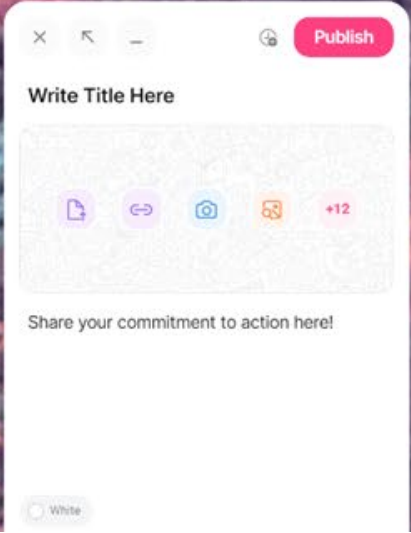 Publish
Write Title Here
+12
Share your commitment to action here!
White